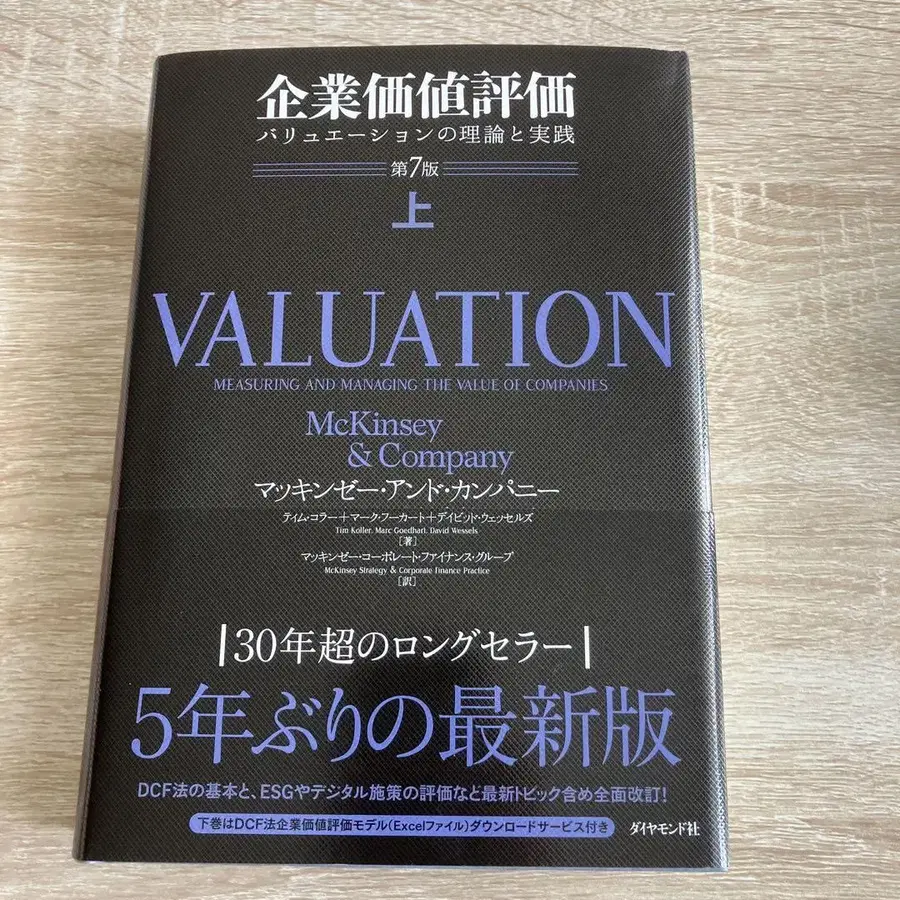 企業価値評価
バリュエーションの理論と実践
第7版
上
VALUATION
MEASURING AND MANAGING THE VALUE OF COMPANIES
McKinsey
& Company
マッキンゼー・アンド・カンパニー
ティム・コラー+マーク・フーカート+デイビッド・ウェッセルズ
Tim Koller, Marc Goedhart, David Wessels
[著]
マッキンゼー・コーポレート・ファイナンス・グループ
McKinsey Strategy & Corporate Finance Practice
[訳]
30年超のロングセラー
5年ぶりの最新版
DCF法の基本と、ESGやデジタル施策の評価など最新トピック含め全面改訂!
下巻はDCF法企業価値評価モデル(Excelファイル)ダウンロードサービス付き
ダイヤモンド社